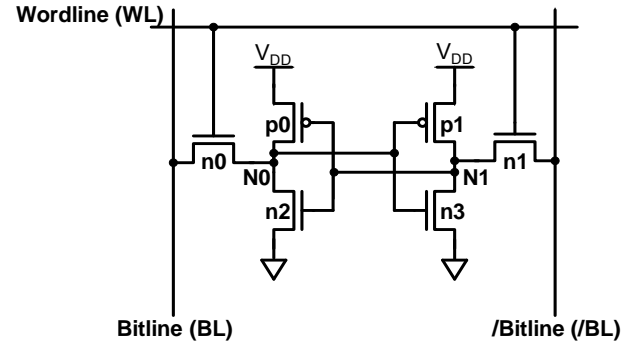 Wordline (WL)
VDD VDD
p0 p1
n0 N0 N1 n1
n2 n3
Bitline (BL) /Bitline (/BL)